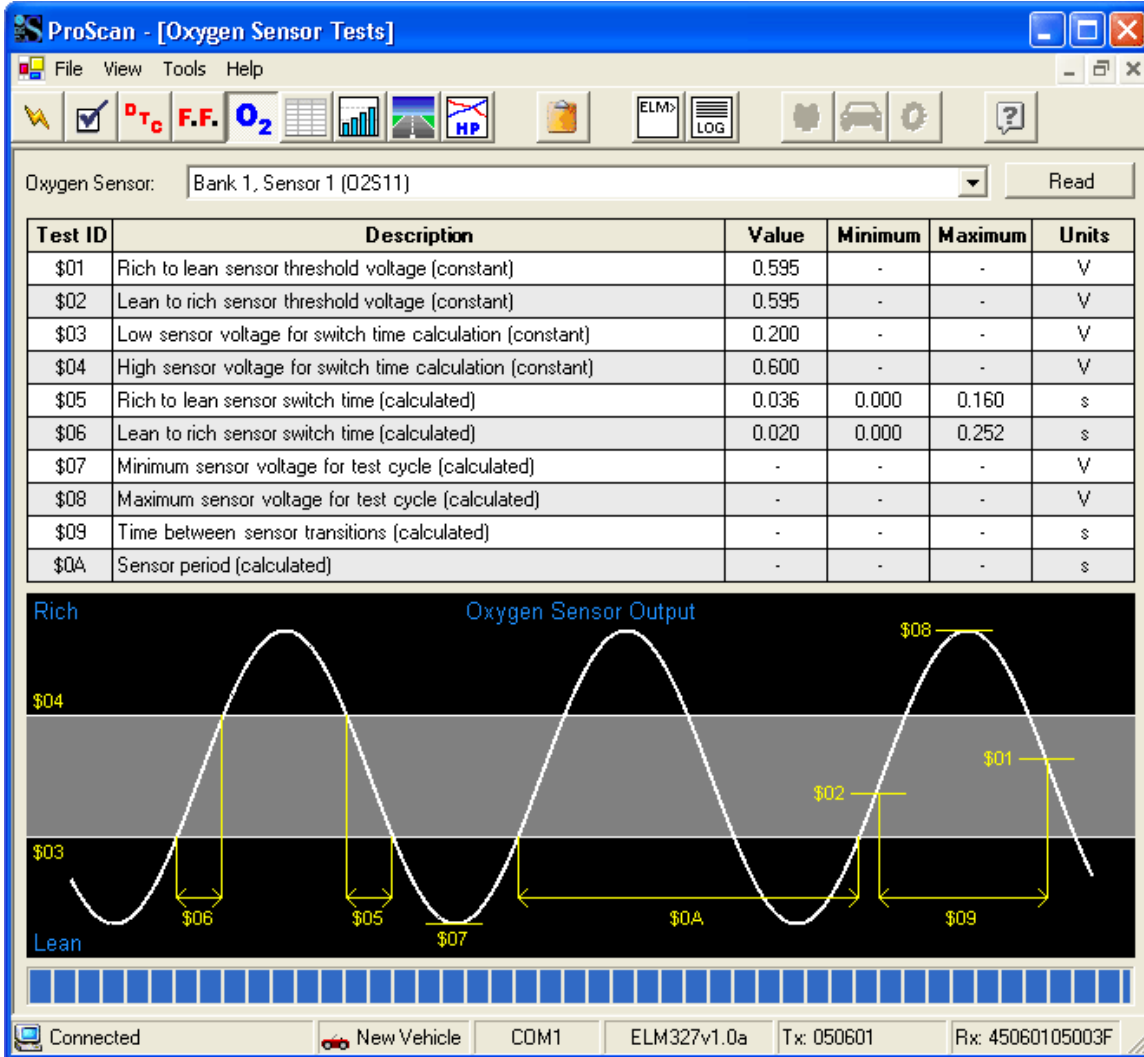 ProScan - [Oxygen Sensor Tests]
File View Tools Help
DTC F.F. O2 HP ELM> LOG ?
Oxygen Sensor: Bank 1, Sensor 1 (O2S11) Read
Test ID Description Value Minimum Maximum Units
$01 Rich to lean sensor threshold voltage (constant) 0.595 - - V
$02 Lean to rich sensor threshold voltage (constant) 0.595 - - V
$03 Low sensor voltage for switch time calculation (constant) 0.200 - - V
$04 High sensor voltage for switch time calculation (constant) 0.600 - - V
$05 Rich to lean sensor switch time (calculated) 0.036 0.000 0.160 s
$06 Lean to rich sensor switch time (calculated) 0.020 0.000 0.252 s
$07 Minimum sensor voltage for test cycle (calculated) - - - V
$08 Maximum sensor voltage for test cycle (calculated) - - - V
$09 Time between sensor transitions (calculated) - - - s
$0A Sensor period (calculated) - - - s
Rich Oxygen Sensor Output
$08
$04
$01
$02
$03
$06 $05 $0A $09
$07
Lean
Connected New Vehicle COM1 ELM327v1.0a Tx: 050601 Rx: 45060105003F